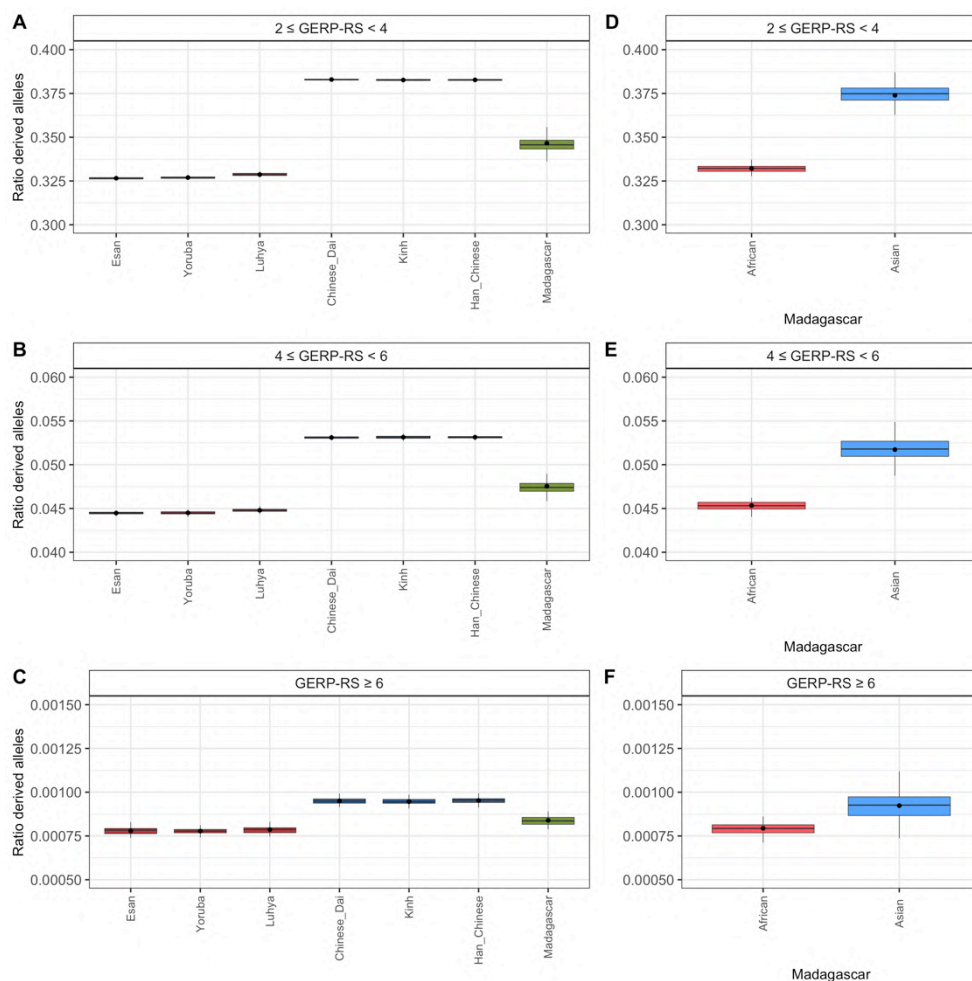 A
2 ≤ GERP-RS < 4
Ratio derived alleles
0.400
0.375
0.350
0.325
0.300
Esan
Yoruba
Luhya
Chinese_Dai
Kinh
Han_Chinese
Madagascar
D
2 ≤ GERP-RS < 4
0.400
0.375
0.350
0.325
0.300
African
Asian
Madagascar
B
4 ≤ GERP-RS < 6
Ratio derived alleles
0.060
0.055
0.050
0.045
0.040
Esan
Yoruba
Luhya
Chinese_Dai
Kinh
Han_Chinese
Madagascar
E
4 ≤ GERP-RS < 6
0.060
0.055
0.050
0.045
0.040
African
Asian
Madagascar
C
GERP-RS ≥ 6
Ratio derived alleles
0.00150
0.00125
0.00100
0.00075
0.00050
Esan
Yoruba
Luhya
Chinese_Dai
Kinh
Han_Chinese
Madagascar
F
GERP-RS ≥ 6
0.00150
0.00125
0.00100
0.00075
0.00050
African
Asian
Madagascar